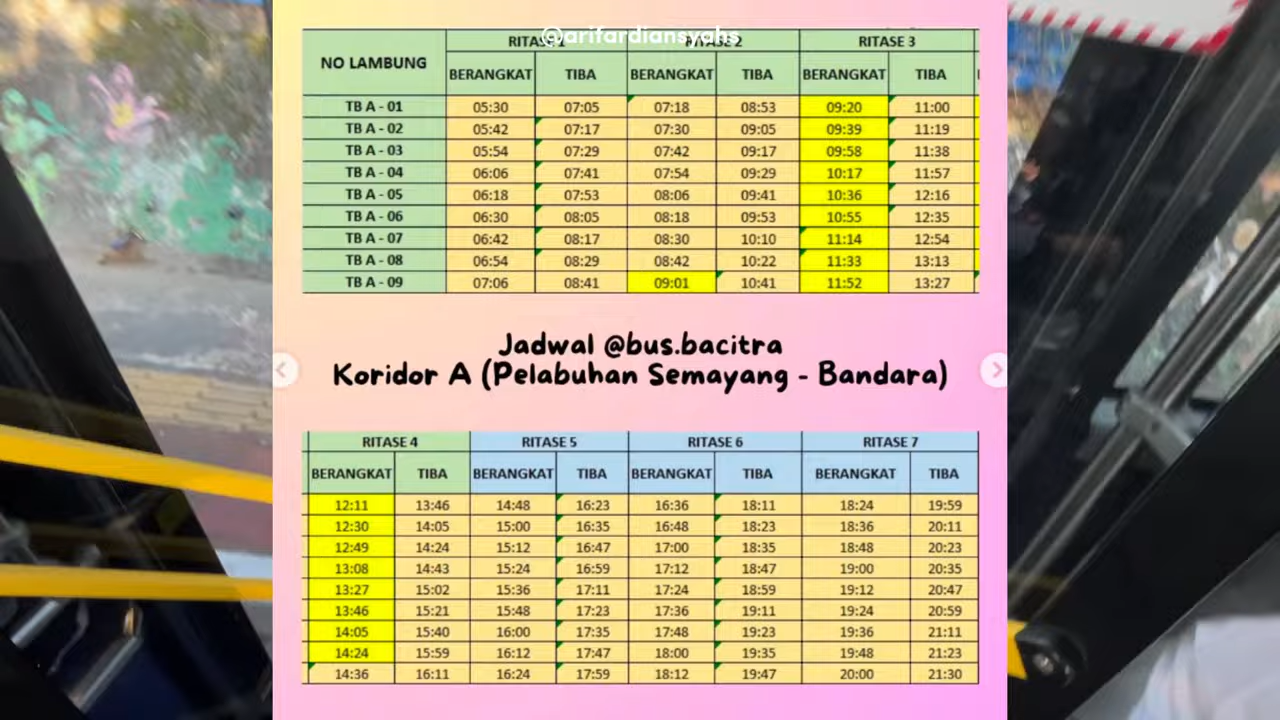 @arifardiansyahs
NO LAMBUNG RITASE 1 RITASE 2 RITASE 3
BERANGKAT TIBA BERANGKAT TIBA BERANGKAT TIBA
TB A - 01 05:30 07:05 07:18 08:53 09:20 11:00
TB A - 02 05:42 07:17 07:30 09:05 09:39 11:19
TB A - 03 05:54 07:29 07:42 09:17 09:58 11:38
TB A - 04 06:06 07:41 07:54 09:29 10:17 11:57
TB A - 05 06:18 07:53 08:06 09:41 10:36 12:16
TB A - 06 06:30 08:05 08:18 09:53 10:55 12:35
TB A - 07 06:42 08:17 08:30 10:10 11:14 12:54
TB A - 08 06:54 08:29 08:42 10:22 11:33 13:13
TB A - 09 07:06 08:41 09:01 10:41 11:52 13:27
Jadwal @bus.bacitra
Koridor A (Pelabuhan Semayang - Bandara)
RITASE 4 RITASE 5 RITASE 6 RITASE 7
BERANGKAT TIBA BERANGKAT TIBA BERANGKAT TIBA BERANGKAT TIBA
12:11 13:46 14:48 16:23 16:36 18:11 18:24 19:59
12:30 14:05 15:00 16:35 16:48 18:23 18:36 20:11
12:49 14:24 15:12 16:47 17:00 18:35 18:48 20:23
13:08 14:43 15:24 16:59 17:12 18:47 19:00 20:35
13:27 15:02 15:36 17:11 17:24 18:59 19:12 20:47
13:46 15:21 15:48 17:23 17:36 19:11 19:24 20:59
14:05 15:40 16:00 17:35 17:48 19:23 19:36 21:11
14:24 15:59 16:12 17:47 18:00 19:35 19:48 21:23
14:36 16:11 16:24 17:59 18:12 19:47 20:00 21:30